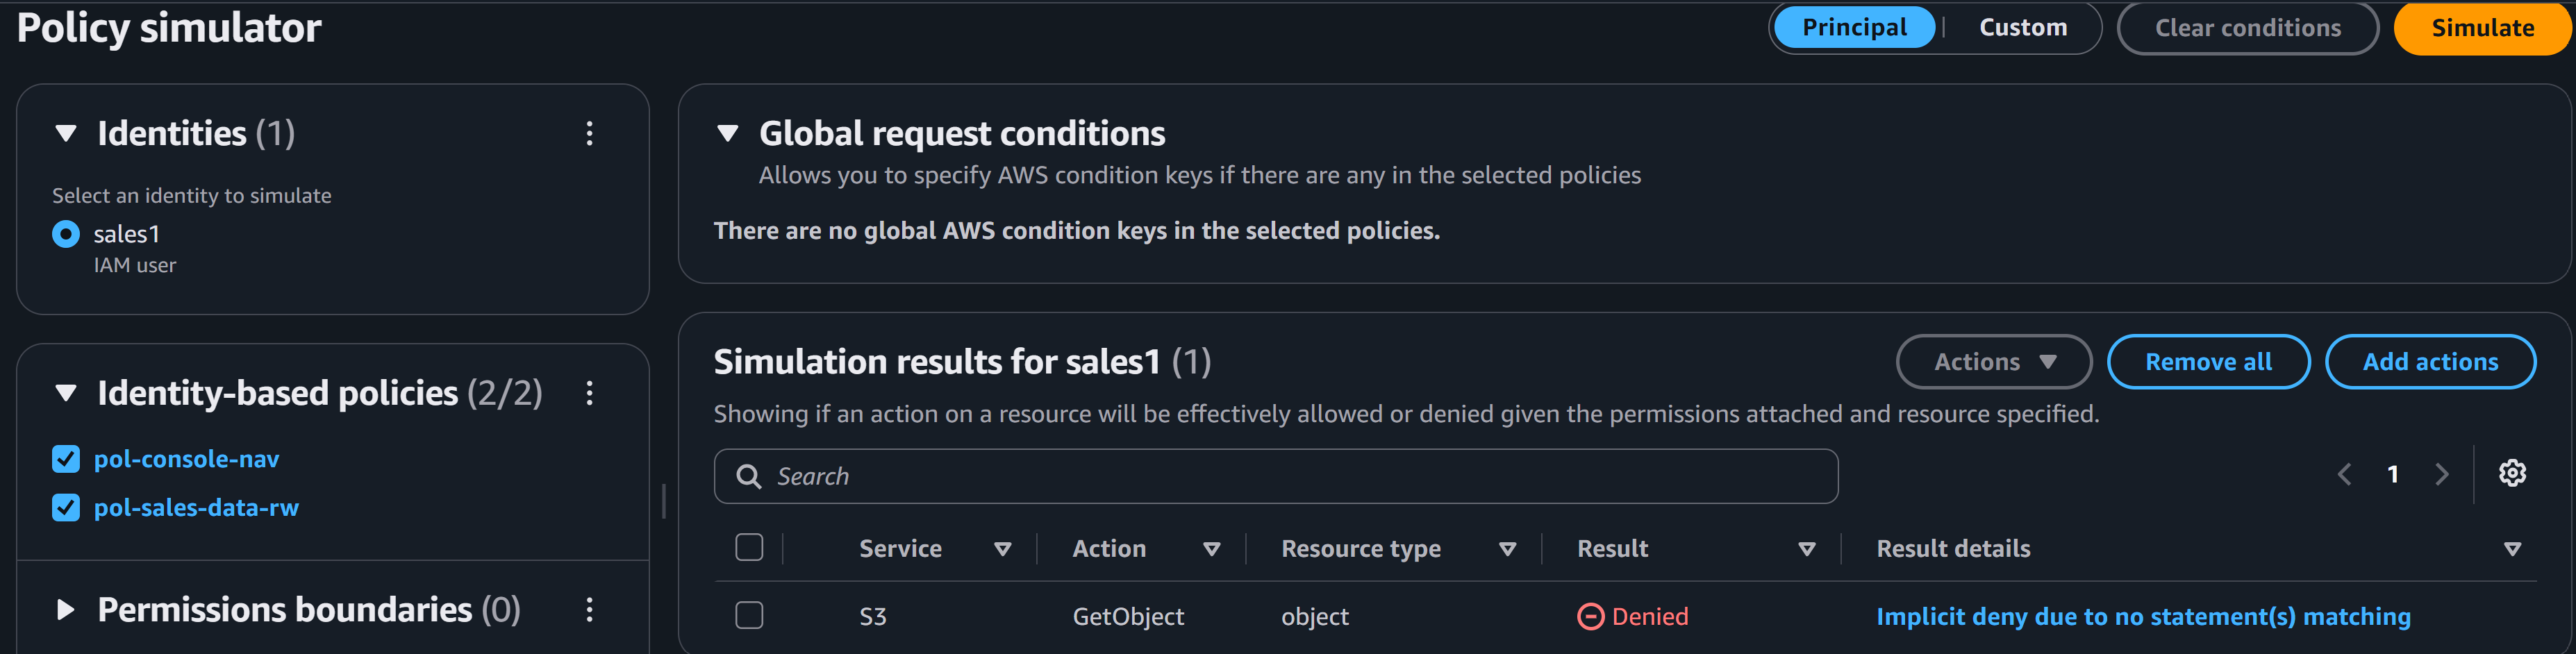 Policy simulator
Principal | Custom
Clear conditions
Simulate
Identities (1)
Select an identity to simulate
sales1
IAM user
Identity-based policies (2/2)
pol-console-nav
pol-sales-data-rw
Permissions boundaries (0)
Global request conditions
Allows you to specify AWS condition keys if there are any in the selected policies
There are no global AWS condition keys in the selected policies.
Simulation results for sales1 (1)
Actions
Remove all
Add actions
Showing if an action on a resource will be effectively allowed or denied given the permissions attached and resource specified.
Search
1
Service Action Resource type Result Result details
S3 GetObject object Denied Implicit deny due to no statement(s) matching